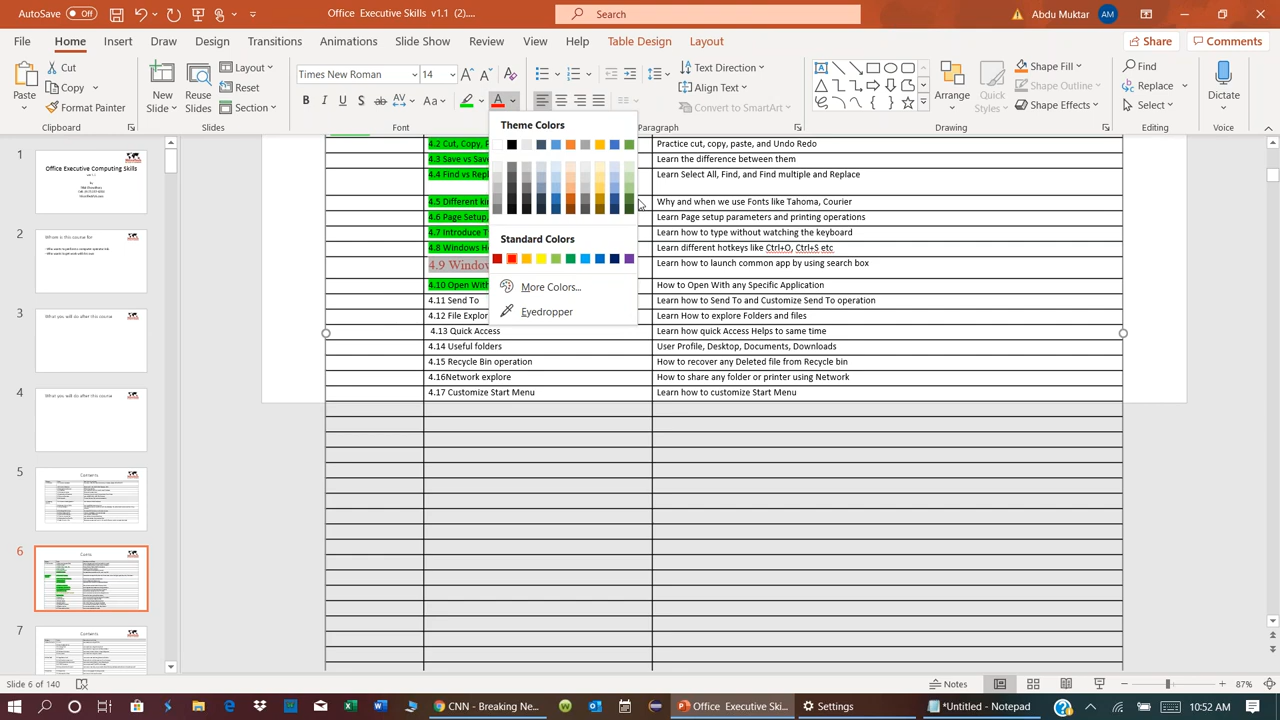 AutoSave Off
Office Executive Skills v1.1 (2)...
Search
Abdu Muktar AM
File Home Insert Draw Design Transitions Animations Slide Show Review View Help Table Design Layout Share Comments
Paste
Cut
Copy
Format Painter
Clipboard
New Slide
Reuse Slides
Layout
Reset
Section
Slides
Times New Roman 14
Font
Text Direction
Align Text
Convert to SmartArt
Paragraph
Arrange
Quick Styles
Shape Fill
Shape Outline
Shape Effects
Drawing
Find
Replace
Select
Editing
Dictate
Voice
Theme Colors
Standard Colors
More Colors...
Eyedropper
1
Office Executive Computing Skills
2
3
What you will do after this course
4
What you will do after this course
5
Contents
6
7
Contents
4.2 Cut, Copy, P Practice cut, copy, paste, and Undo Redo
4.3 Save vs Save Learn the difference between them
4.4 Find vs Repl Learn Select All, Find, and Find multiple and Replace
4.5 Different kin Why and when we use Fonts like Tahoma, Courier
4.6 Page Setup, Learn Page setup parameters and printing operations
4.7 Introduce Ty Learn how to type without watching the keyboard
4.8 Windows Ho Learn different hotkeys like Ctrl+O, Ctrl+S etc
4.9 Window Learn how to launch common app by using search box
4.10 Open With How to Open With any Specific Application
4.11 Send To Learn how to Send To and Customize Send To operation
4.12 File Explor Learn How to explore Folders and files
4.13 Quick Access Learn how quick Access Helps to same time
4.14 Useful folders User Profile, Desktop, Documents, Downloads
4.15 Recycle Bin operation How to recover any Deleted file from Recycle bin
4.16Network explore How to share any folder or printer using Network
4.17 Customize Start Menu Learn how to customize Start Menu
Slide 6 of 140
Notes
87%
CNN - Breaking Ne...
Office Executive Ski...
Settings
*Untitled - Notepad
10:52 AM